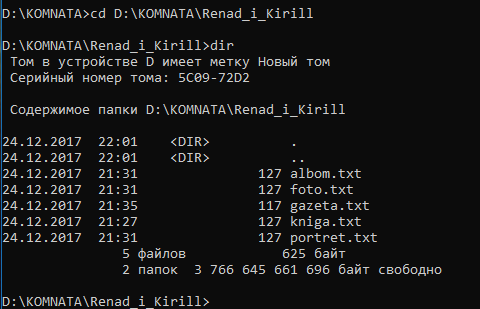 D:\KOMNATA>cd D:\KOMNATA\Renad_i_Kirill
D:\KOMNATA\Renad_i_Kirill>dir
Том в устройстве D имеет метку Новый том
Серийный номер тома: 5C09-72D2
Содержимое папки D:\KOMNATA\Renad_i_Kirill
24.12.2017  22:01    <DIR>          .
24.12.2017  22:01    <DIR>          ..
24.12.2017  21:31               127 albom.txt
24.12.2017  21:31               127 foto.txt
24.12.2017  21:35               117 gazeta.txt
24.12.2017  21:27               127 kniga.txt
24.12.2017  21:31               127 portret.txt
5 файлов            625 байт
2 папок  3 766 645 661 696 байт свободно
D:\KOMNATA\Renad_i_Kirill>